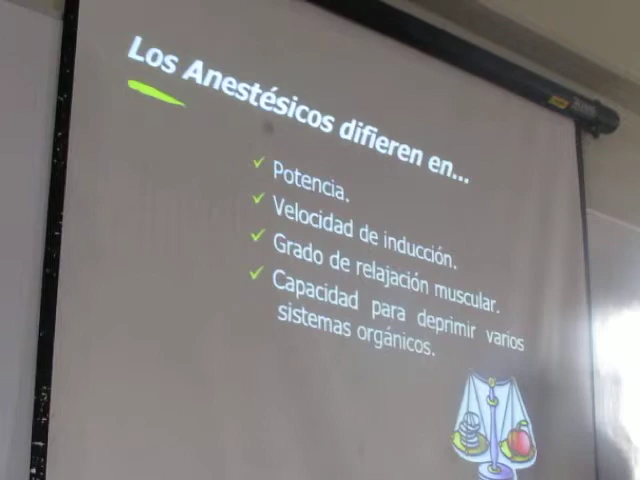 Los Anestésicos difieren en...
Potencia.
Velocidad de inducción.
Grado de relajación muscular.
Capacidad para deprimir varios
sistemas orgánicos.